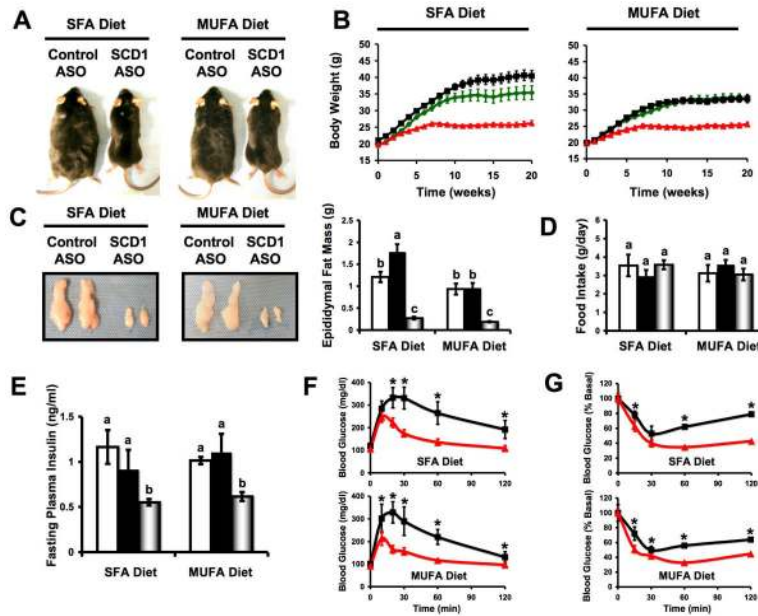 A
SFA Diet
MUFA Diet
Control ASO
SCD1 ASO
Control ASO
SCD1 ASO
B
SFA Diet
MUFA Diet
Body Weight (g)
45
40
35
30
25
20
15
0 5 10 15 20
Time (weeks)
45
40
35
30
25
20
15
0 5 10 15 20
Time (weeks)
C
SFA Diet
MUFA Diet
Control ASO
SCD1 ASO
Control ASO
SCD1 ASO
Epididymal Fat Mass (g)
2.5
2
1.5
1
0.5
0
b a c
b b c
SFA Diet MUFA Diet
D
Food Intake (g/day)
6
5
4
3
2
1
0
a a a
a a a
SFA Diet MUFA Diet
E
Fasting Plasma Insulin (ng/ml)
1.5
1
0.5
0
a a b
a a b
SFA Diet MUFA Diet
F
Blood Glucose (mg/dl)
400
300
200
100
0
* * * *
SFA Diet
0 30 60 90 120
Blood Glucose (mg/dl)
400
300
200
100
0
* * * * *
MUFA Diet
0 30 60 90 120
Time (min)
G
Blood Glucose (% Basal)
120
100
80
60
40
20
0
* * *
SFA Diet
0 30 60 90 120
Blood Glucose (% Basal)
120
100
80
60
40
20
0
* * * *
MUFA Diet
0 30 60 90 120
Time (min)